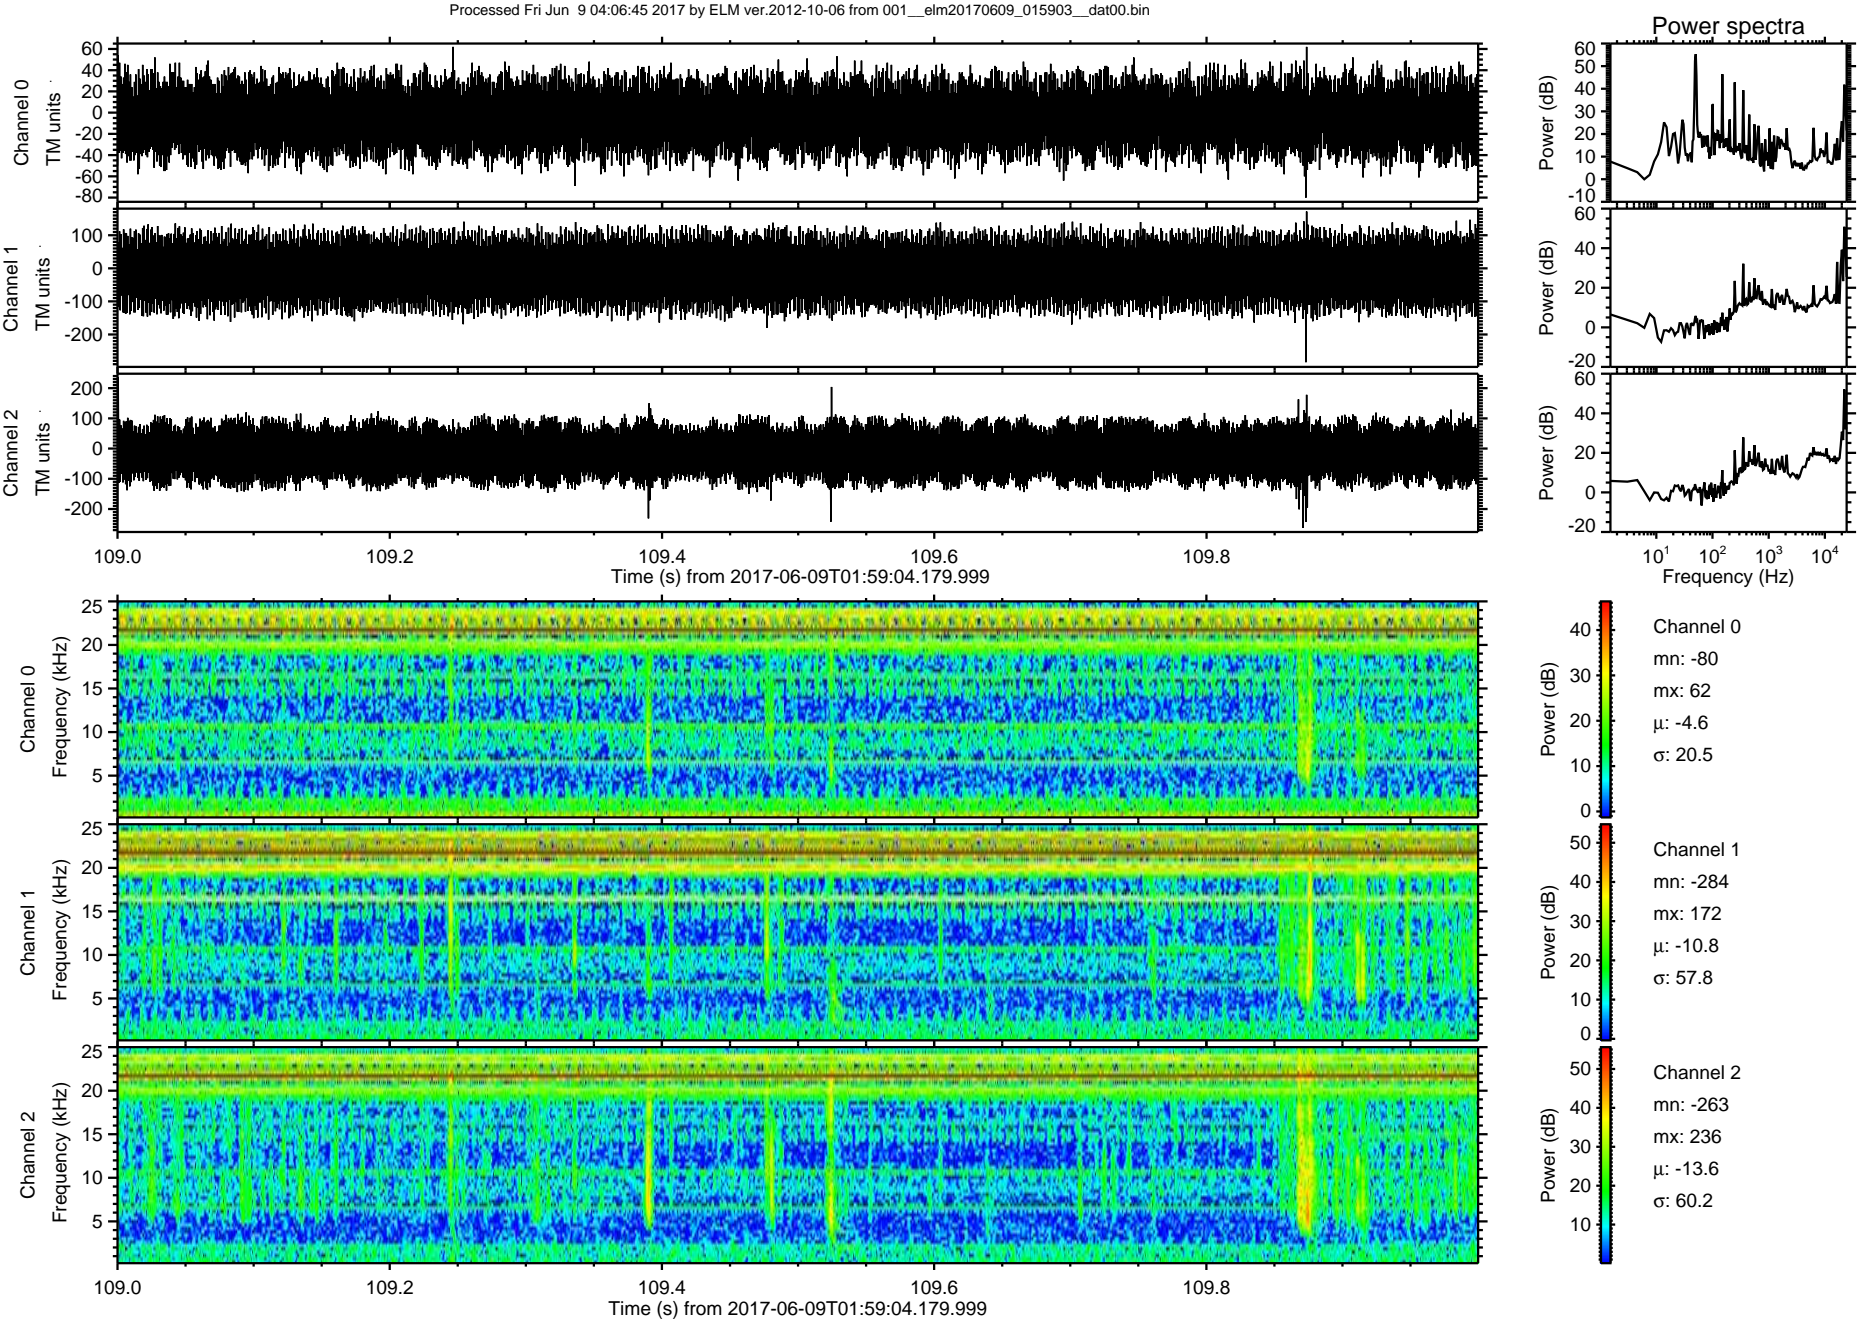 Processed Fri Jun  9 04:06:45 2017 by ELM ver.2012-10-06 from 001__elm20170609_015903__dat00.bin
Power spectra
Channel 0
TM units
60
40
20
0
-20
-40
-60
-80
Power (dB)
60
50
40
30
20
10
0
-10
Channel 1
TM units
100
0
-100
-200
Power (dB)
60
40
20
0
-20
Channel 2
TM units
200
100
0
-100
-200
Power (dB)
60
40
20
0
-20
109.0 109.2 109.4 109.6 109.8
Time (s) from 2017-06-09T01:59:04.179.999
10¹ 10² 10³ 10⁴
Frequency (Hz)
Channel 0
Frequency (kHz)
25
20
15
10
5
Power (dB)
40
30
20
10
0
Channel 0
mn: -80
mx: 62
μ: -4.6
σ: 20.5
Channel 1
Frequency (kHz)
25
20
15
10
5
Power (dB)
50
40
30
20
10
0
Channel 1
mn: -284
mx: 172
μ: -10.8
σ: 57.8
Channel 2
Frequency (kHz)
25
20
15
10
5
Power (dB)
50
40
30
20
10
Channel 2
mn: -263
mx: 236
μ: -13.6
σ: 60.2
109.0 109.2 109.4 109.6 109.8
Time (s) from 2017-06-09T01:59:04.179.999